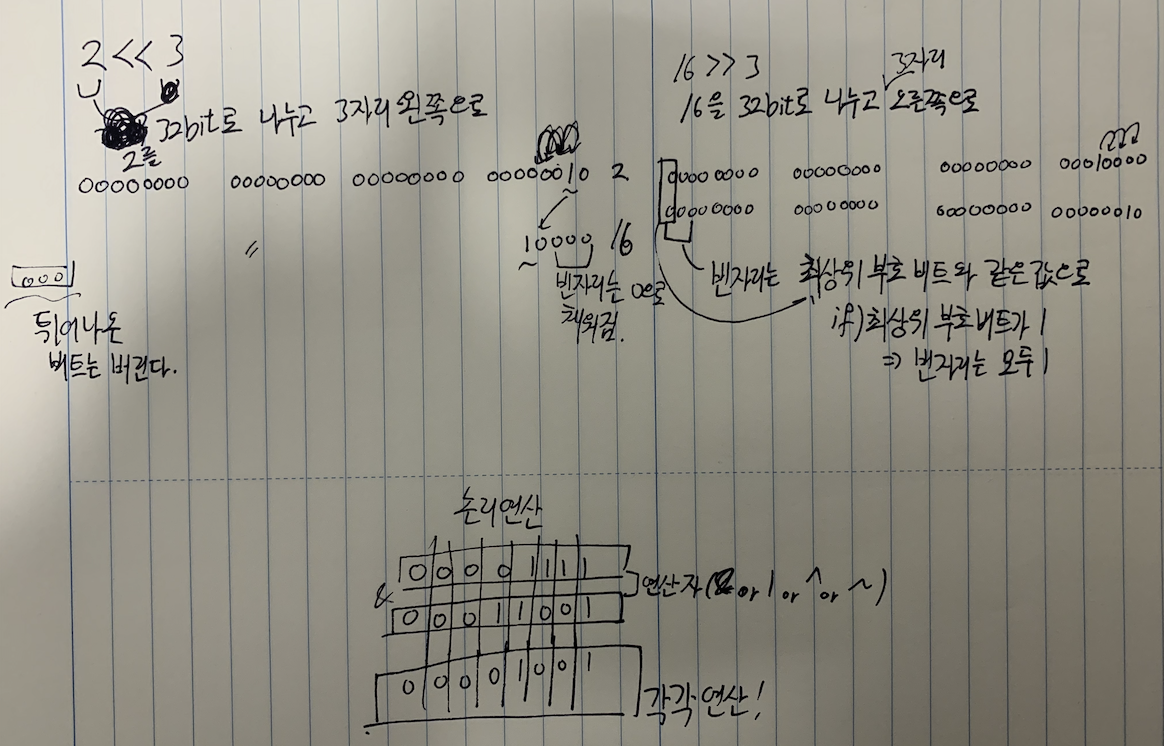 2 << 3
32bit로 나누고 3자리 왼쪽으로
2를
00000000 00000000 00000000 00000010 2
10000 16
빈자리는 0으로
채워짐.
000
튀어나온
비트는 버린다.
16 >> 3
3자리
16을 32bit로 나누고 오른쪽으로
00000000 00000000 00000000 00010000
00000000 00000000 00000000 00000010
빈자리는 최상위 부호 비트와 같은 값으로
if) 최상위 부호비트가 1
⇒ 빈자리는 모두 1
논리연산
0 0 0 0 1 1 1 1
&
연산자(& or | or ^ or ~)
0 0 0 1 1 0 0 1
0 0 0 0 1 0 0 1
각각 연산!